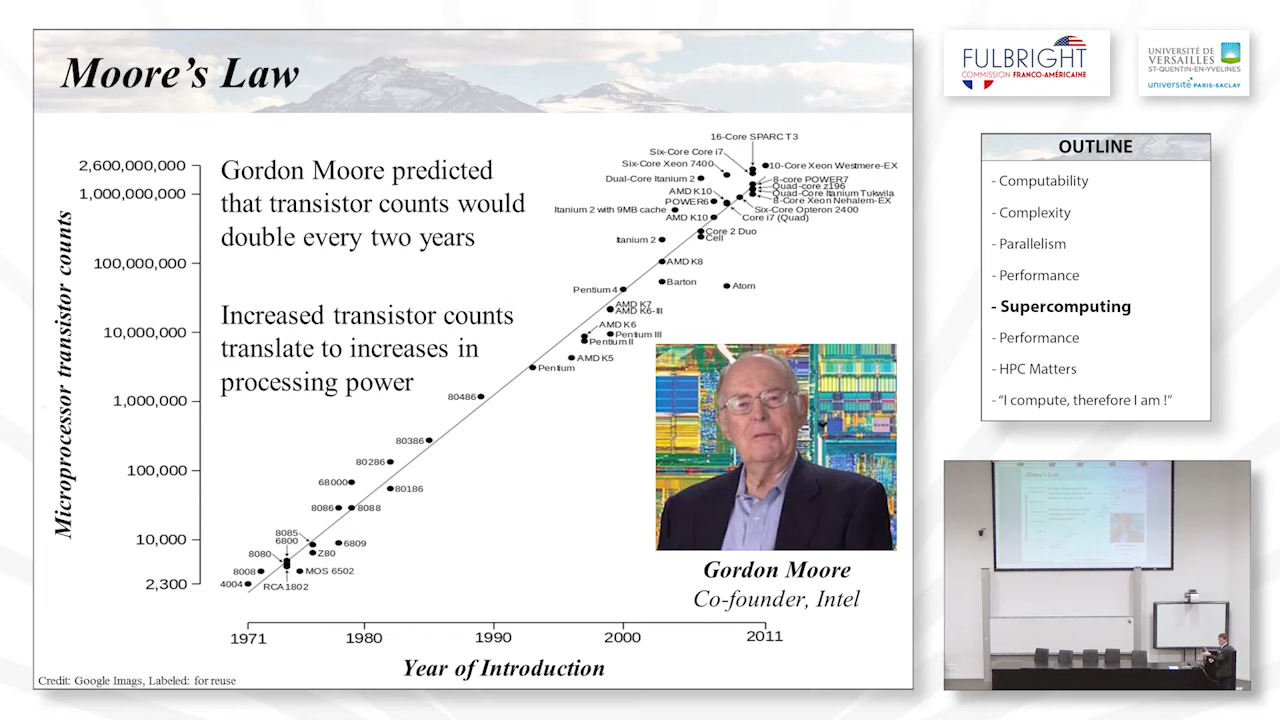 Moore's Law
Gordon Moore predicted
that transistor counts would
double every two years
Increased transistor counts
translate to increases in
processing power
Microprocessor transistor counts
2,600,000,000
1,000,000,000
100,000,000
10,000,000
1,000,000
100,000
10,000
2,300
16-Core SPARC T3
Six-Core Core i7
Six-Core Xeon 7400
10-Core Xeon Westmere-EX
Dual-Core Itanium 2
8-core POWER7
Quad-core z196
AMD K10
Quad-Core Itanium Tukwila
POWER6
8-Core Xeon Nehalem-EX
Itanium 2 with 9MB cache
Six-Core Opteron 2400
AMD K10
Core i7 (Quad)
Core 2 Duo
Itanium 2
Cell
AMD K8
Barton
Atom
Pentium 4
AMD K7
AMD K6-III
AMD K6
Pentium III
Pentium II
AMD K5
Pentium
80486
80386
80286
68000
80186
8086
8088
8085
6800
6809
8080
Z80
8008
MOS 6502
4004
RCA 1802
1971
1980
1990
2000
2011
Year of Introduction
Gordon Moore
Co-founder, Intel
Credit: Google Imags, Labeled: for reuse
FULBRIGHT
COMMISSION FRANCO-AMÉRICAINE
UNIVERSITÉ DE
VERSAILLES
ST-QUENTIN-EN-YVELINES
université PARIS-SACLAY
OUTLINE
- Computability
- Complexity
- Parallelism
- Performance
- Supercomputing
- Performance
- HPC Matters
- “I compute, therefore I am !”
Moore's Law